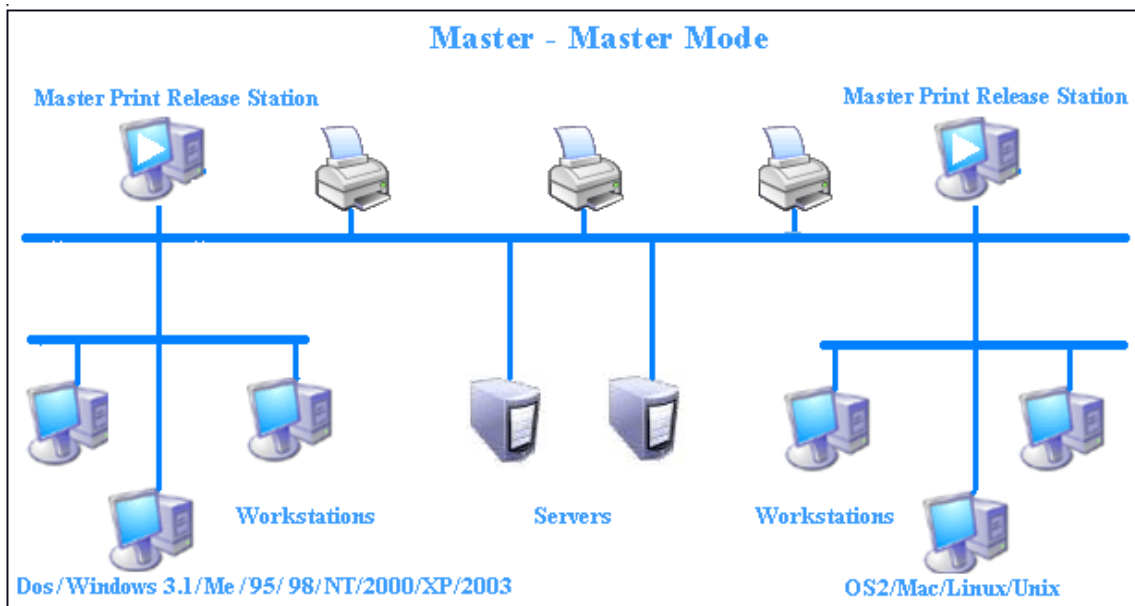 Master - Master Mode
Master Print Release Station
Master Print Release Station
Workstations
Servers
Workstations
Dos/Windows 3.1/Me/95/98/NT/2000/XP/2003
OS2/Mac/Linux/Unix